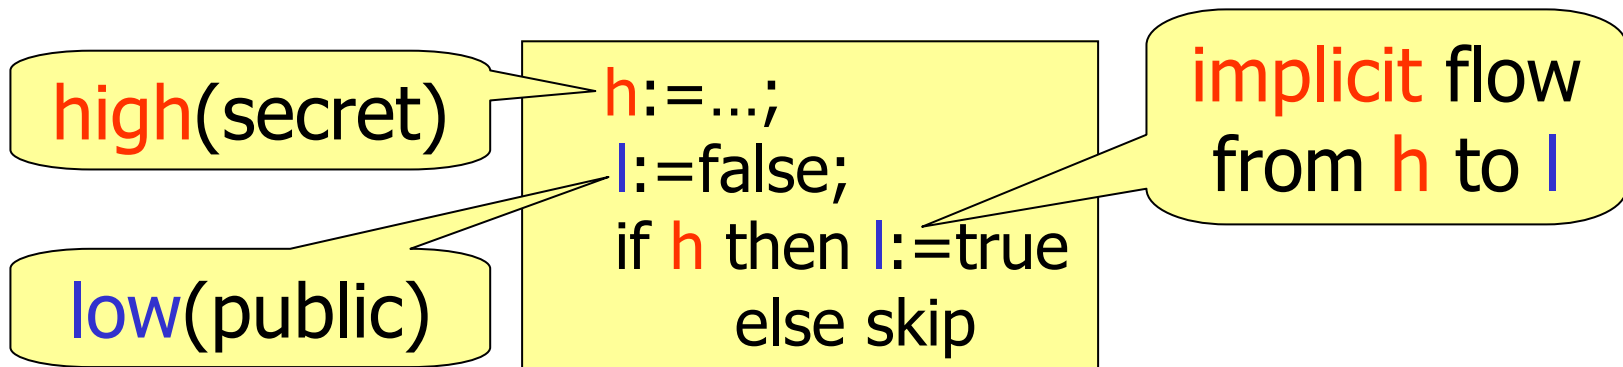 high(secret)
low(public)
h:=...;
l:=false;
if h then l:=true
else skip
implicit flow
from h to l